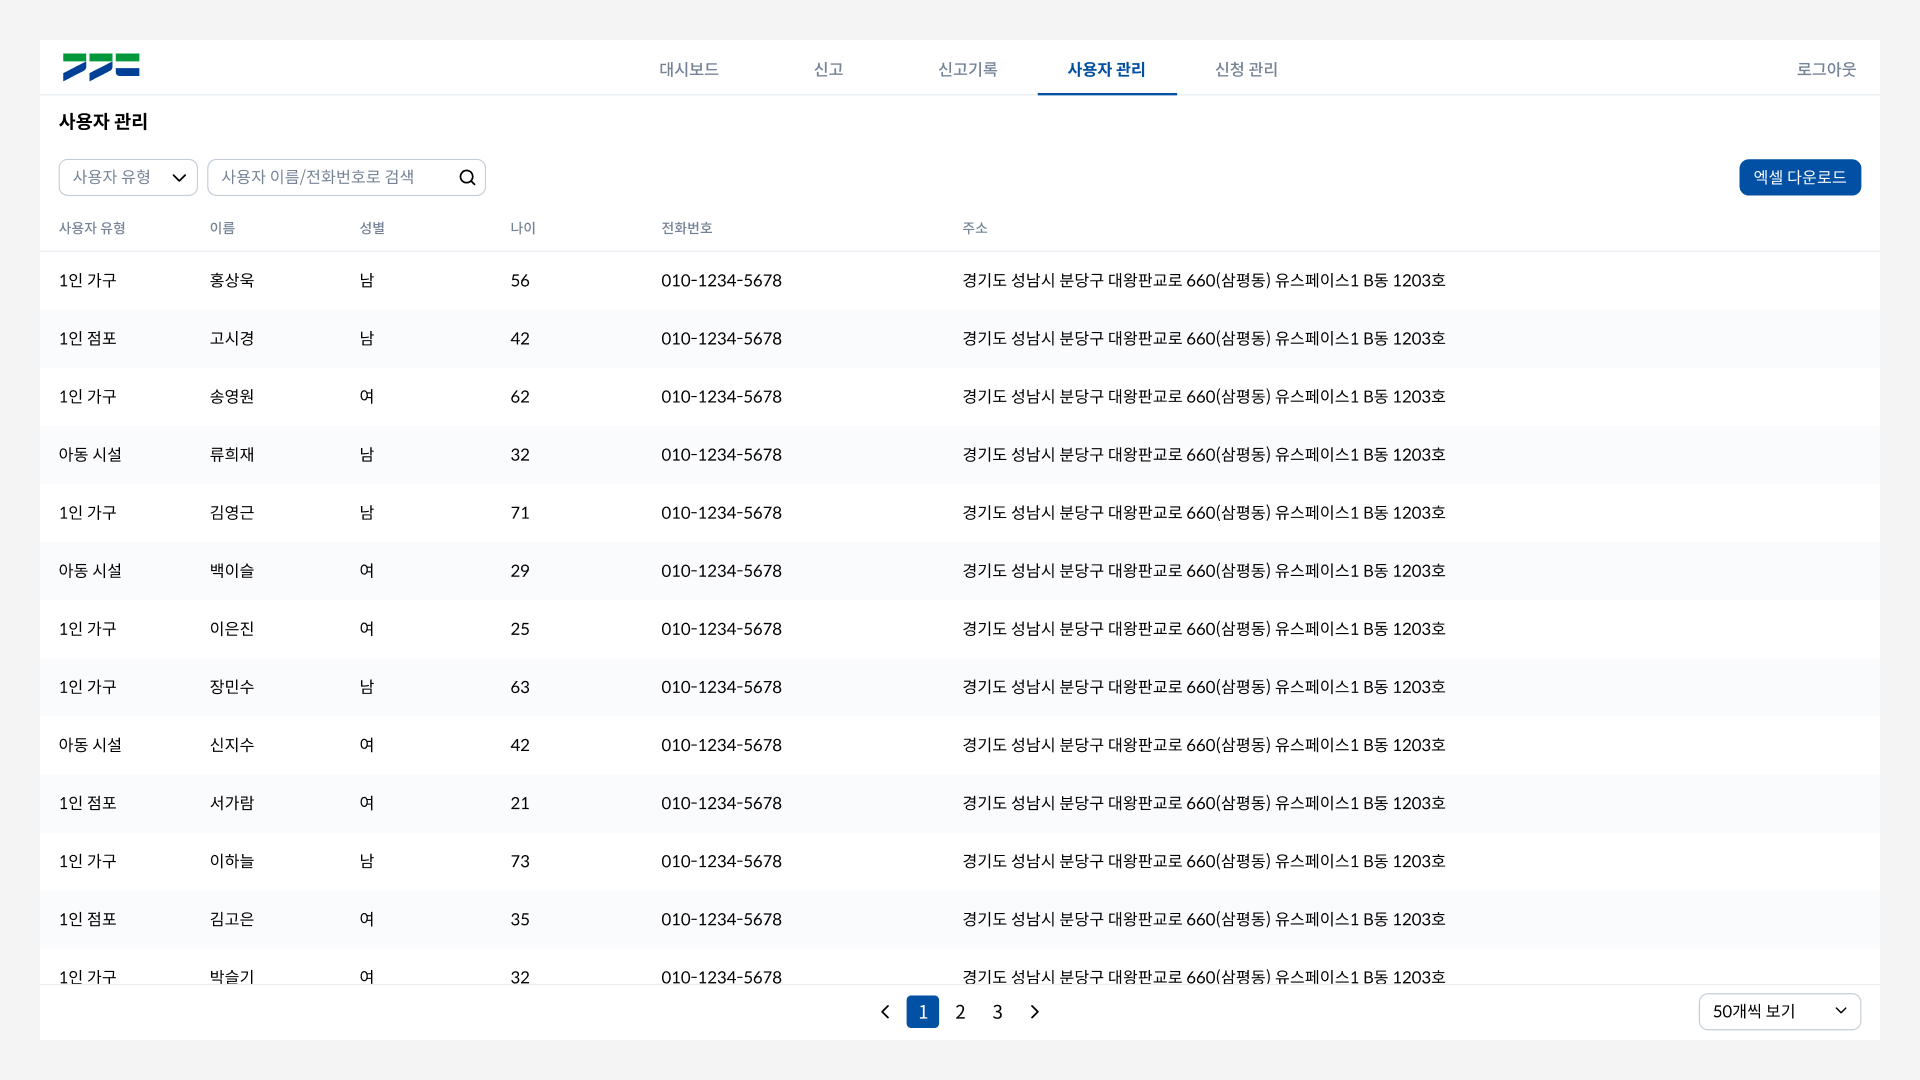 대시보드 신고 신고기록 사용자 관리 신청 관리 로그아웃
사용자 관리
사용자 유형 사용자 이름/전화번호로 검색 엑셀 다운로드
사용자 유형 이름 성별 나이 전화번호 주소
1인 가구 홍상욱 남 56 010-1234-5678 경기도 성남시 분당구 대왕판교로 660(삼평동) 유스페이스1 B동 1203호
1인 점포 고시경 남 42 010-1234-5678 경기도 성남시 분당구 대왕판교로 660(삼평동) 유스페이스1 B동 1203호
1인 가구 송영원 여 62 010-1234-5678 경기도 성남시 분당구 대왕판교로 660(삼평동) 유스페이스1 B동 1203호
아동 시설 류희재 남 32 010-1234-5678 경기도 성남시 분당구 대왕판교로 660(삼평동) 유스페이스1 B동 1203호
1인 가구 김영근 남 71 010-1234-5678 경기도 성남시 분당구 대왕판교로 660(삼평동) 유스페이스1 B동 1203호
아동 시설 백이슬 여 29 010-1234-5678 경기도 성남시 분당구 대왕판교로 660(삼평동) 유스페이스1 B동 1203호
1인 가구 이은진 여 25 010-1234-5678 경기도 성남시 분당구 대왕판교로 660(삼평동) 유스페이스1 B동 1203호
1인 가구 장민수 남 63 010-1234-5678 경기도 성남시 분당구 대왕판교로 660(삼평동) 유스페이스1 B동 1203호
아동 시설 신지수 여 42 010-1234-5678 경기도 성남시 분당구 대왕판교로 660(삼평동) 유스페이스1 B동 1203호
1인 점포 서가람 여 21 010-1234-5678 경기도 성남시 분당구 대왕판교로 660(삼평동) 유스페이스1 B동 1203호
1인 가구 이하늘 남 73 010-1234-5678 경기도 성남시 분당구 대왕판교로 660(삼평동) 유스페이스1 B동 1203호
1인 점포 김고은 여 35 010-1234-5678 경기도 성남시 분당구 대왕판교로 660(삼평동) 유스페이스1 B동 1203호
1인 가구 박슬기 여 32 010-1234-5678 경기도 성남시 분당구 대왕판교로 660(삼평동) 유스페이스1 B동 1203호
1 2 3 50개씩 보기